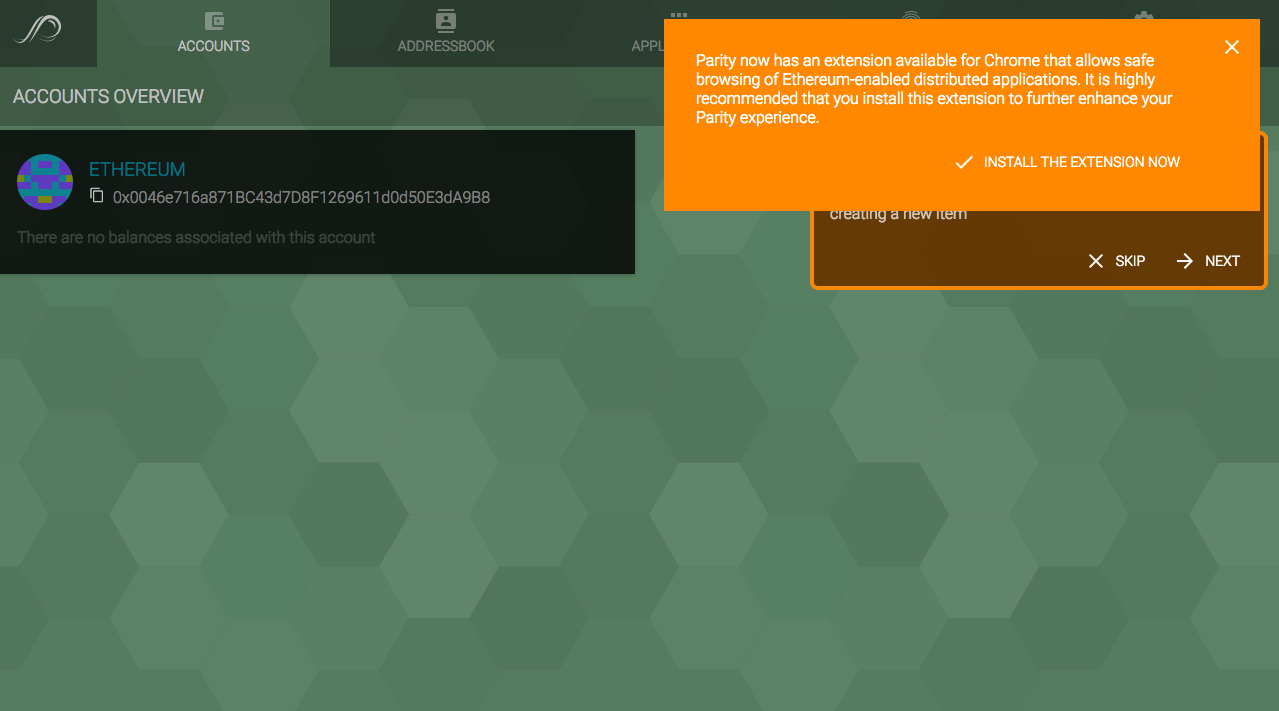 ACCOUNTS
ADDRESSBOOK
APPL
ACCOUNTS OVERVIEW
Parity now has an extension available for Chrome that allows safe
browsing of Ethereum-enabled distributed applications. It is highly
recommended that you install this extension to further enhance your
Parity experience.
INSTALL THE EXTENSION NOW
ETHEREUM
0x0046e716a871BC43d7D8F1269611d0d50E3dA9B8
There are no balances associated with this account
creating a new item
SKIP
NEXT